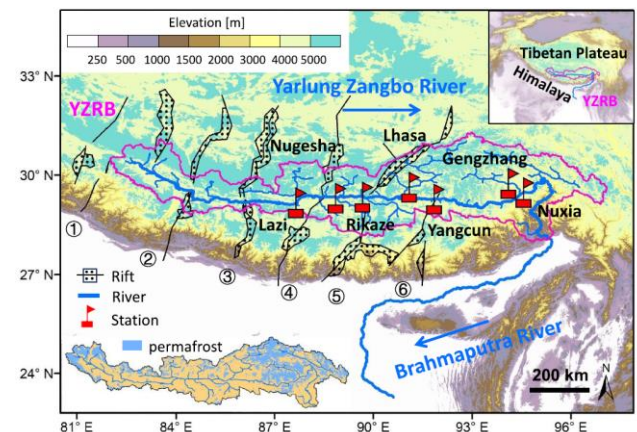 Elevation [m]
250 500 1000 1500 2000 3000 4000 5000
Tibetan Plateau
Himalaya
YZRB
33°N
30°N
27°N
24°N
Yarlung Zangbo River
YZRB
Nugesha
Lhasa
Gengzhang
Lazi
Rikaze
Yangcun
Nuxia
①
②
③
④
⑤
⑥
Rift
River
Station
permafrost
Brahmaputra River
200 km
N
81° E 84° E 87° E 90° E 93° E 96° E